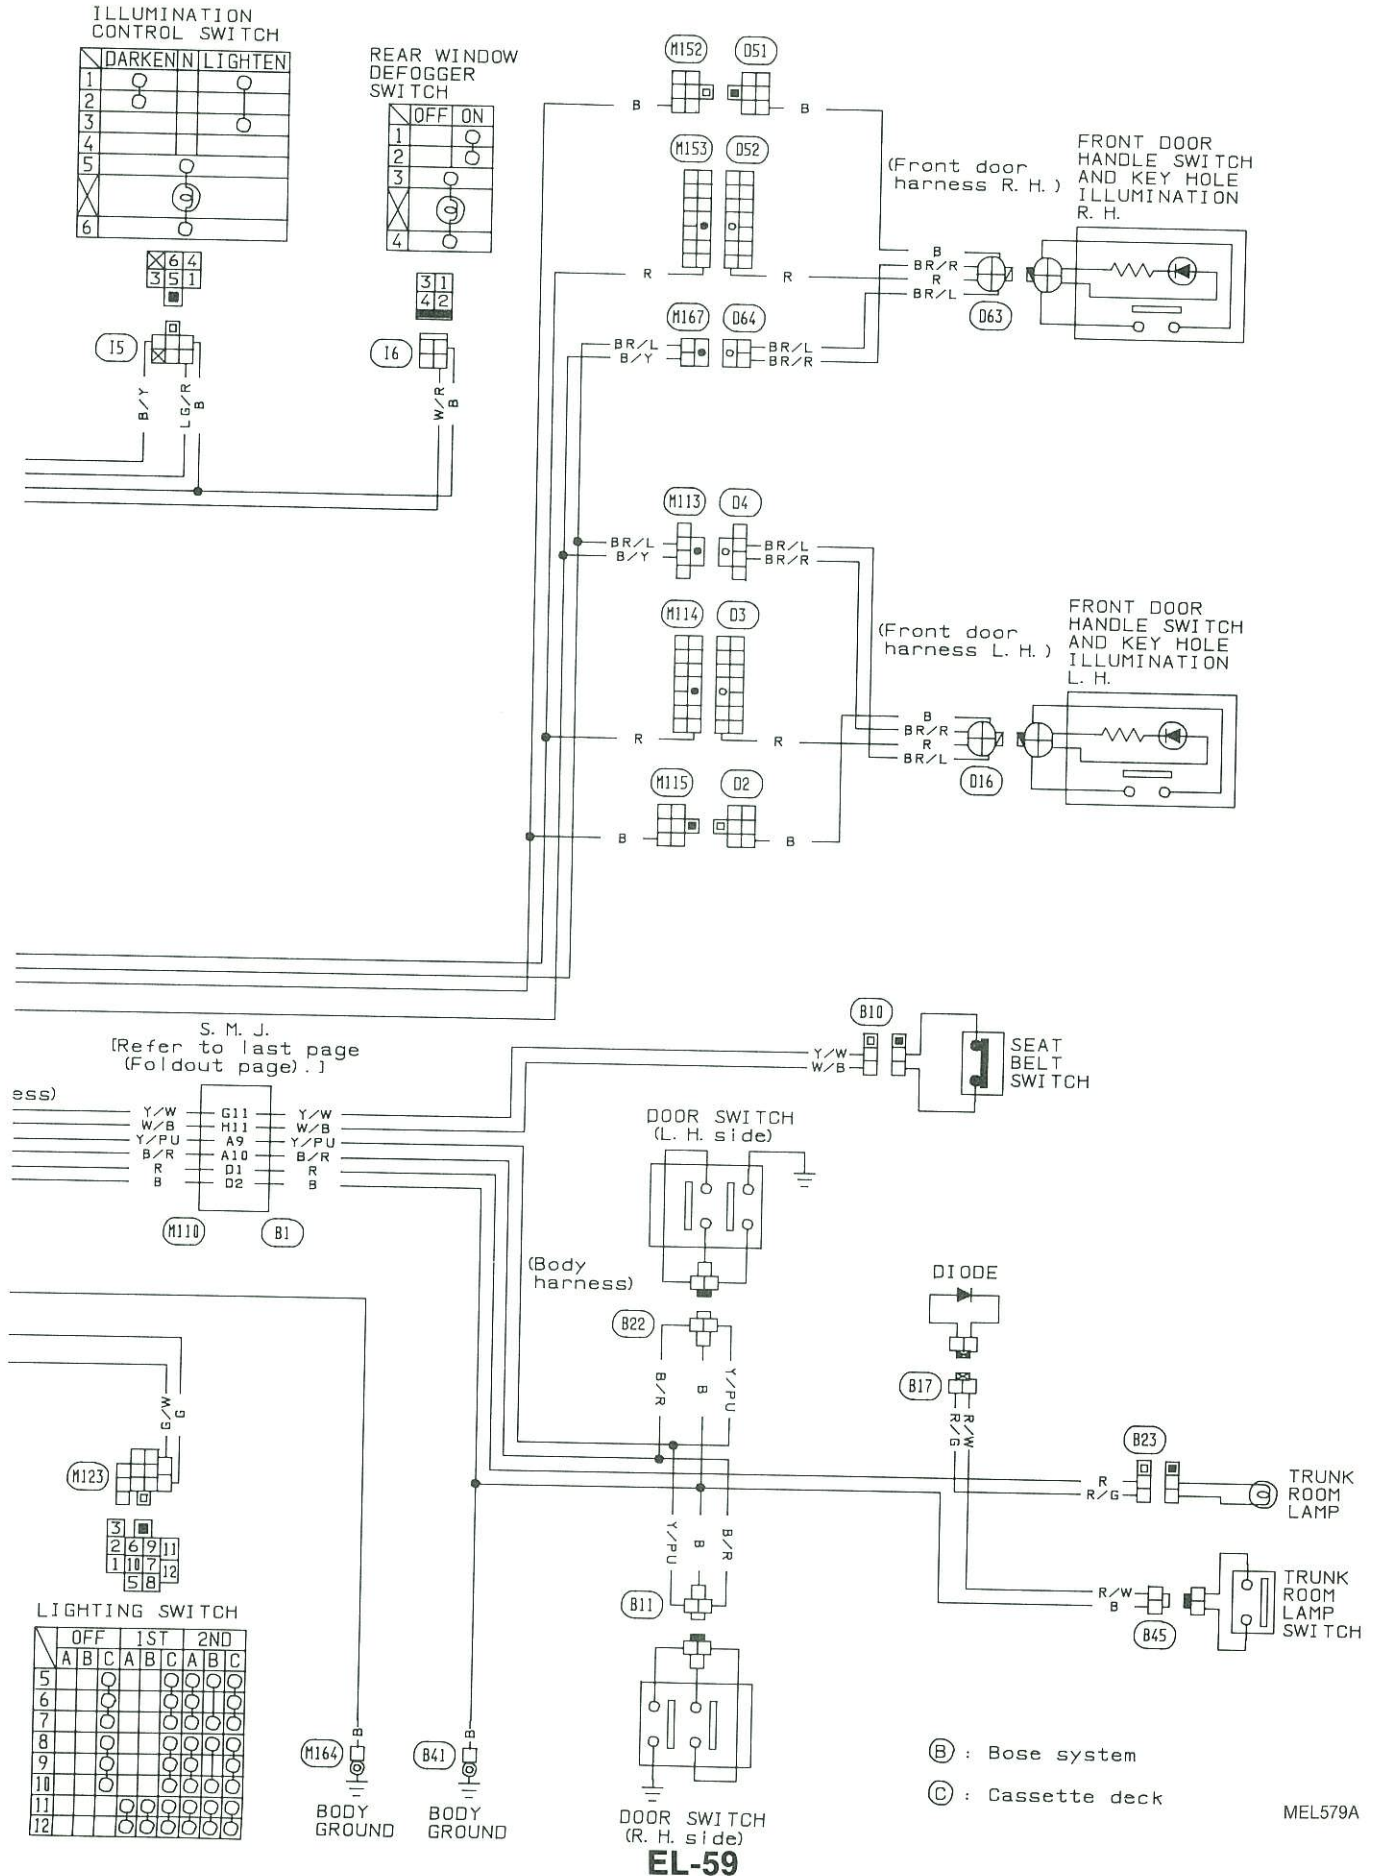 ILLUMINATION
CONTROL SWITCH
DARKEN N LIGHTEN
1
2
3
4
5
6
6 4
3 5 1
I5
B/Y
LG/R
B
REAR WINDOW
DEFOGGER
SWITCH
OFF ON
1
2
3
4
3 1
4 2
I6
W/R
B
M152 D51
B B
M153 D52
R R
M167 D64
BR/L BR/L
B/Y BR/R
(Front door
harness R. H. )
FRONT DOOR
HANDLE SWITCH
AND KEY HOLE
ILLUMINATION
R. H.
B
BR/R
R
BR/L
D63
M113 D4
BR/L BR/L
B/Y BR/R
M114 D3
R R
M115 D2
B B
(Front door
harness L. H. )
FRONT DOOR
HANDLE SWITCH
AND KEY HOLE
ILLUMINATION
L. H.
B
BR/R
R
BR/L
D16
S. M. J.
[Refer to last page
(Foldout page) . ]
ess)
Y/W G11 Y/W
W/B H11 W/B
Y/PU A9 Y/PU
B/R A10 B/R
R D1 R
B D2 B
M110 B1
B10
Y/W
W/B
SEAT
BELT
SWITCH
DOOR SWITCH
(L. H. side)
(Body
harness)
B22
B/R
B
Y/PU
DIODE
B17
R/G
R/W
B23
R
R/G
TRUNK
ROOM
LAMP
Y/PU
B
B/R
B11
R/W
B
B45
TRUNK
ROOM
LAMP
SWITCH
G/W
G
M123
3
2 6 9 11
1 10 7 12
5 8
LIGHTING SWITCH
OFF 1ST 2ND
A B C A B C A B C
5
6
7
8
9
10
11
12
B
M164
BODY
GROUND
B
B41
BODY
GROUND
DOOR SWITCH
(R. H. side)
B : Bose system
C : Cassette deck
MEL579A
EL-59